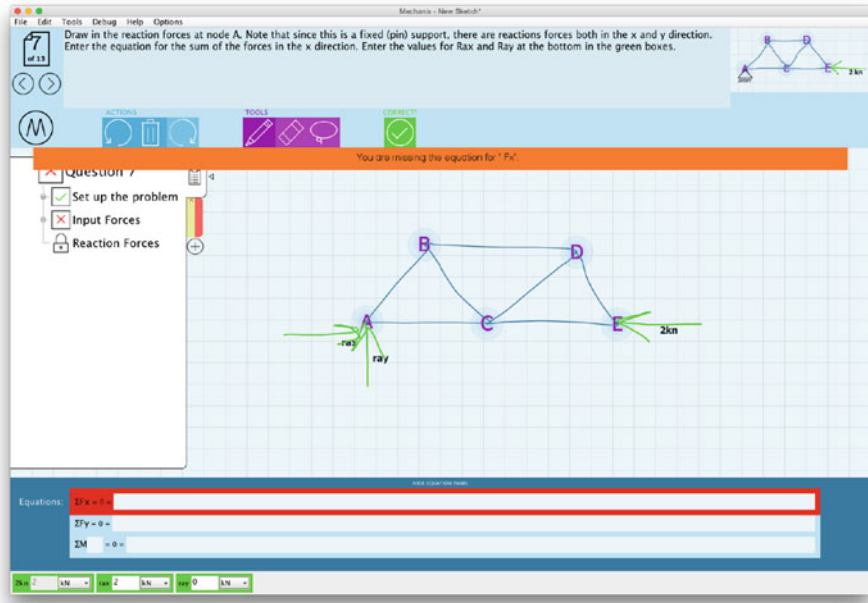 Mechanix - New Sketch*
File Edit Tools Debug Help Options
7
of 13
Draw in the reaction forces at node A. Note that since this is a fixed (pin) support, there are reactions forces both in the x and y direction.
Enter the equation for the sum of the forces in the x direction. Enter the values for Rax and Ray at the bottom in the green boxes.
B D
A C E 2 kn
M
ACTIONS TOOLS CORRECT?
You are missing the equation for " Fx".
Question 7
Set up the problem
Input Forces
Reaction Forces
B D
A C E
rax
ray
2kn
Equations:
ΣFx = 0 =
ΣFy = 0 =
ΣM = 0 =
2kn 2 kN rax 2 kN ray 0 kN